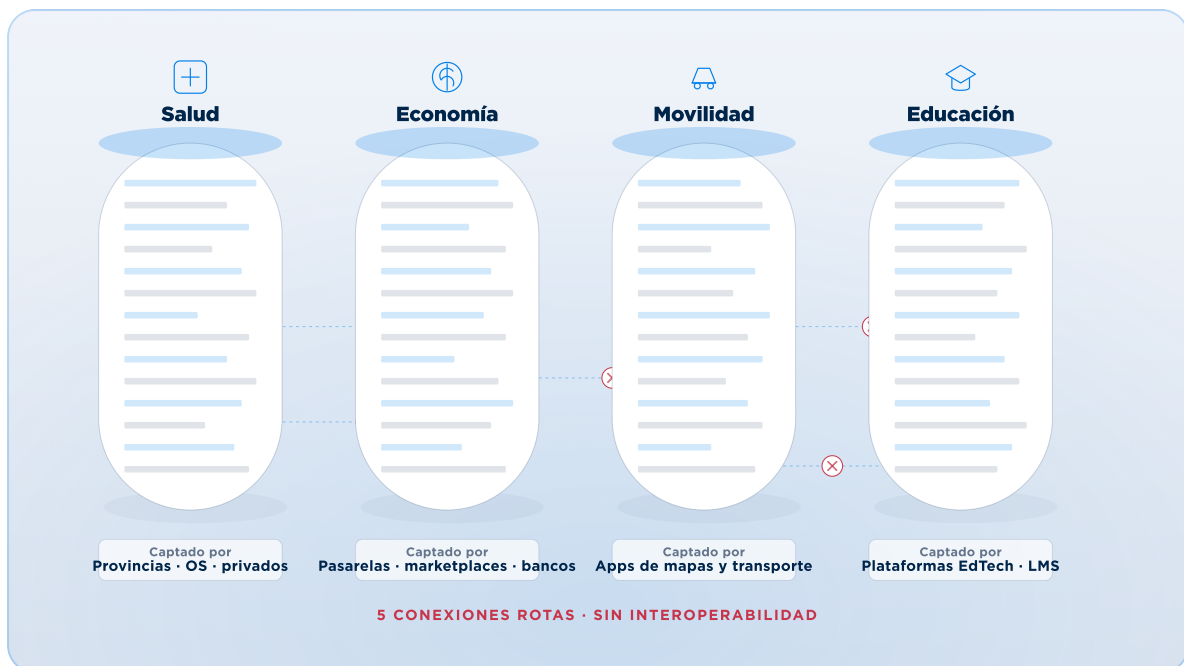 Salud
Economía
Movilidad
Educación
Captado por
Provincias · OS · privados
Captado por
Pasarelas · marketplaces · bancos
Captado por
Apps de mapas y transporte
Captado por
Plataformas EdTech · LMS
5 CONEXIONES ROTAS · SIN INTEROPERABILIDAD